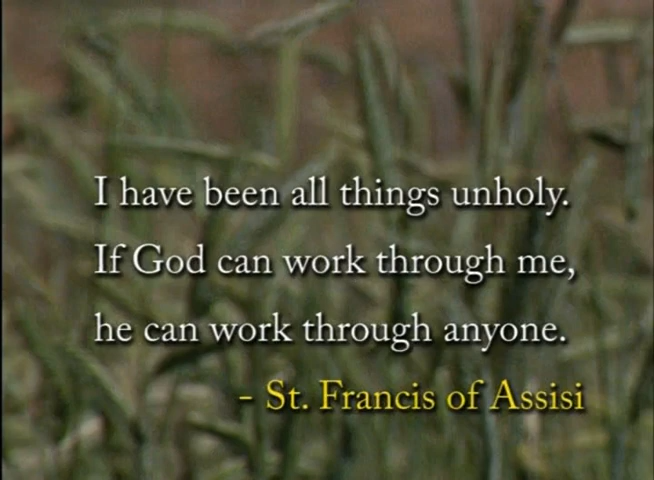 I have been all things unholy.
If God can work through me,
he can work through anyone.
- St. Francis of Assisi